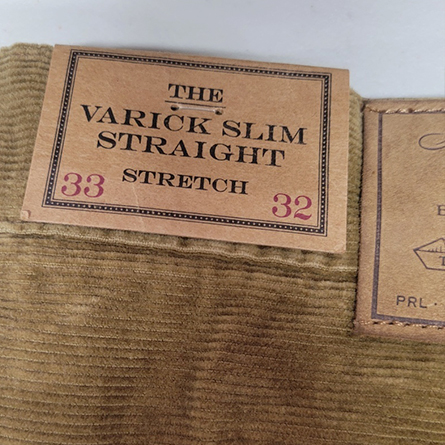 THE
VARICK SLIM
STRAIGHT
STRETCH
33
32
PRL